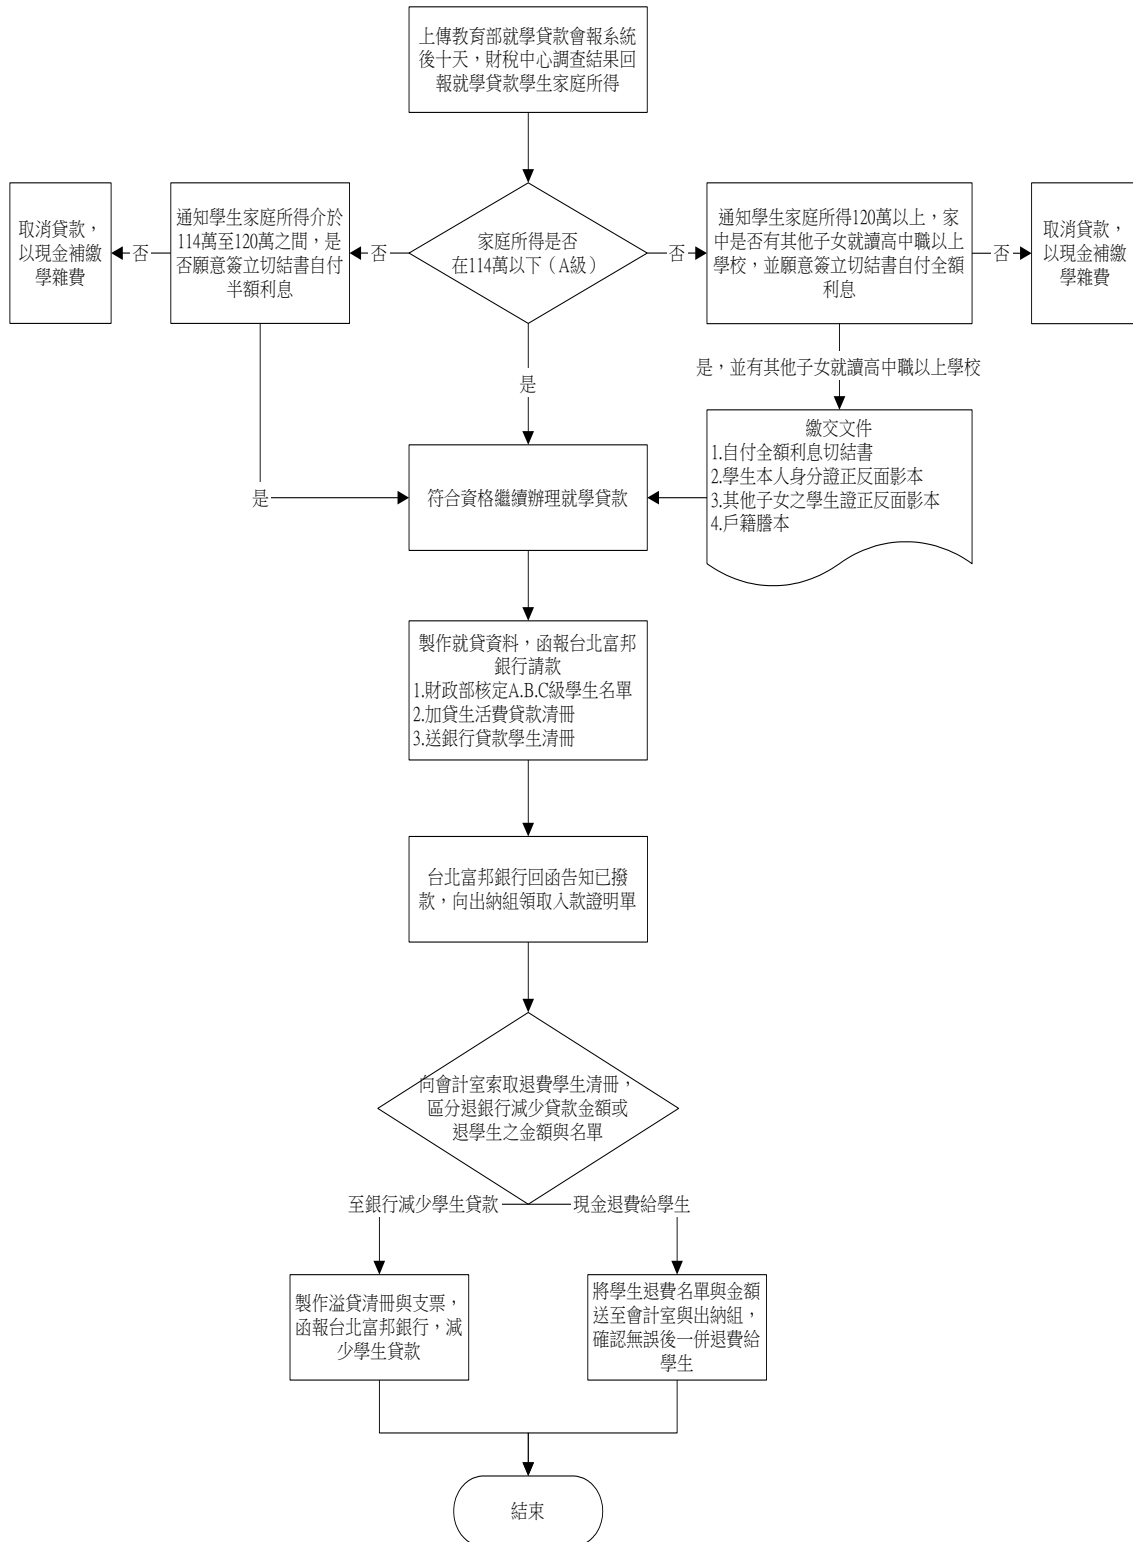 上傳教育部就學貸款會報系統
後十天，財稅中心調查結果回
報就學貸款學生家庭所得
取消貸款，
以現金補繳
學雜費
否
通知學生家庭所得介於
114萬至120萬之間，是
否願意簽立切結書自付
半額利息
否
家庭所得是否
在114萬以下（A級）
否
通知學生家庭所得120萬以上，家
中是否有其他子女就讀高中職以上
學校，並願意簽立切結書自付全額
利息
否
取消貸款，
以現金補繳
學雜費
是
是，並有其他子女就讀高中職以上學校
繳交文件
1.自付全額利息切結書
2.學生本人身分證正反面影本
3.其他子女之學生證正反面影本
4.戶籍謄本
是
符合資格繼續辦理就學貸款
製作就貸資料，函報台北富邦
銀行請款
1.財政部核定A.B.C級學生名單
2.加貸生活費貸款清冊
3.送銀行貸款學生清冊
台北富邦銀行回函告知已撥
款，向出納組領取入款證明單
向會計室索取退費學生清冊，
區分退銀行減少貸款金額或
退學生之金額與名單
至銀行減少學生貸款
現金退費給學生
製作溢貸清冊與支票，
函報台北富邦銀行，減
少學生貸款
將學生退費名單與金額
送至會計室與出納組，
確認無誤後一併退費給
學生
結束